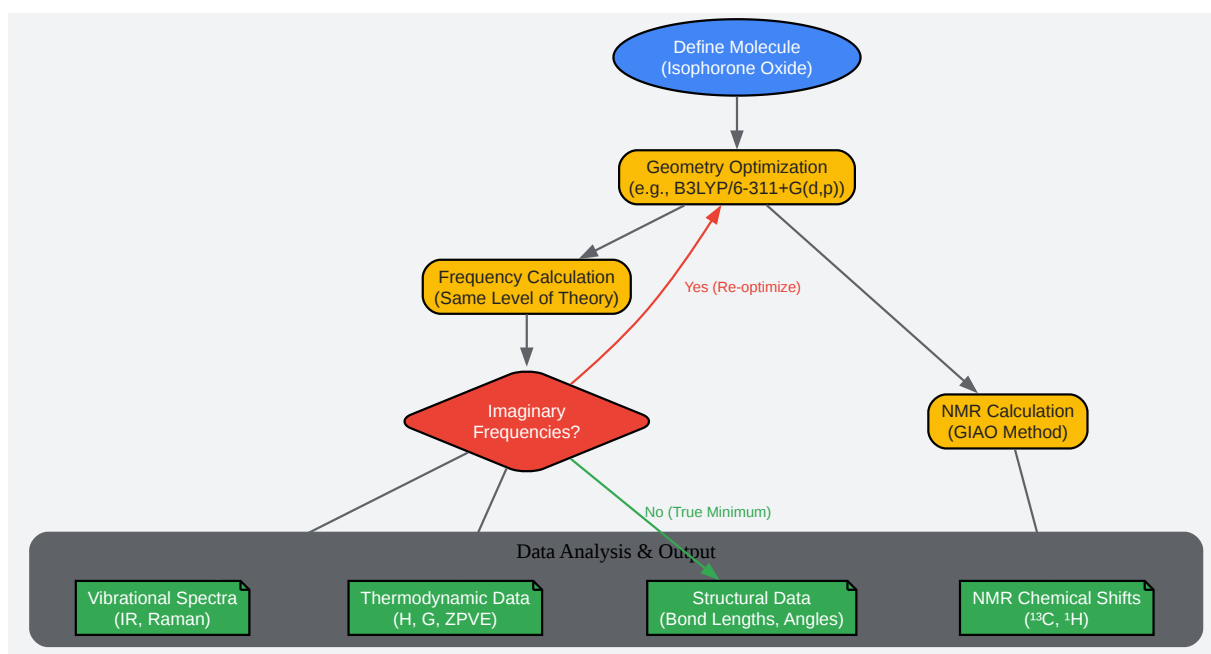 Define Molecule
(Isophorone Oxide)
Geometry Optimization
(e.g., B3LYP/6-311+G(d,p))
Frequency Calculation
(Same Level of Theory)
Yes (Re-optimize)
Imaginary
Frequencies?
NMR Calculation
(GIAO Method)
No (True Minimum)
Data Analysis & Output
Vibrational Spectra
(IR, Raman)
Thermodynamic Data
(H, G, ZPVE)
Structural Data
(Bond Lengths, Angles)
NMR Chemical Shifts
(¹³C, ¹H)